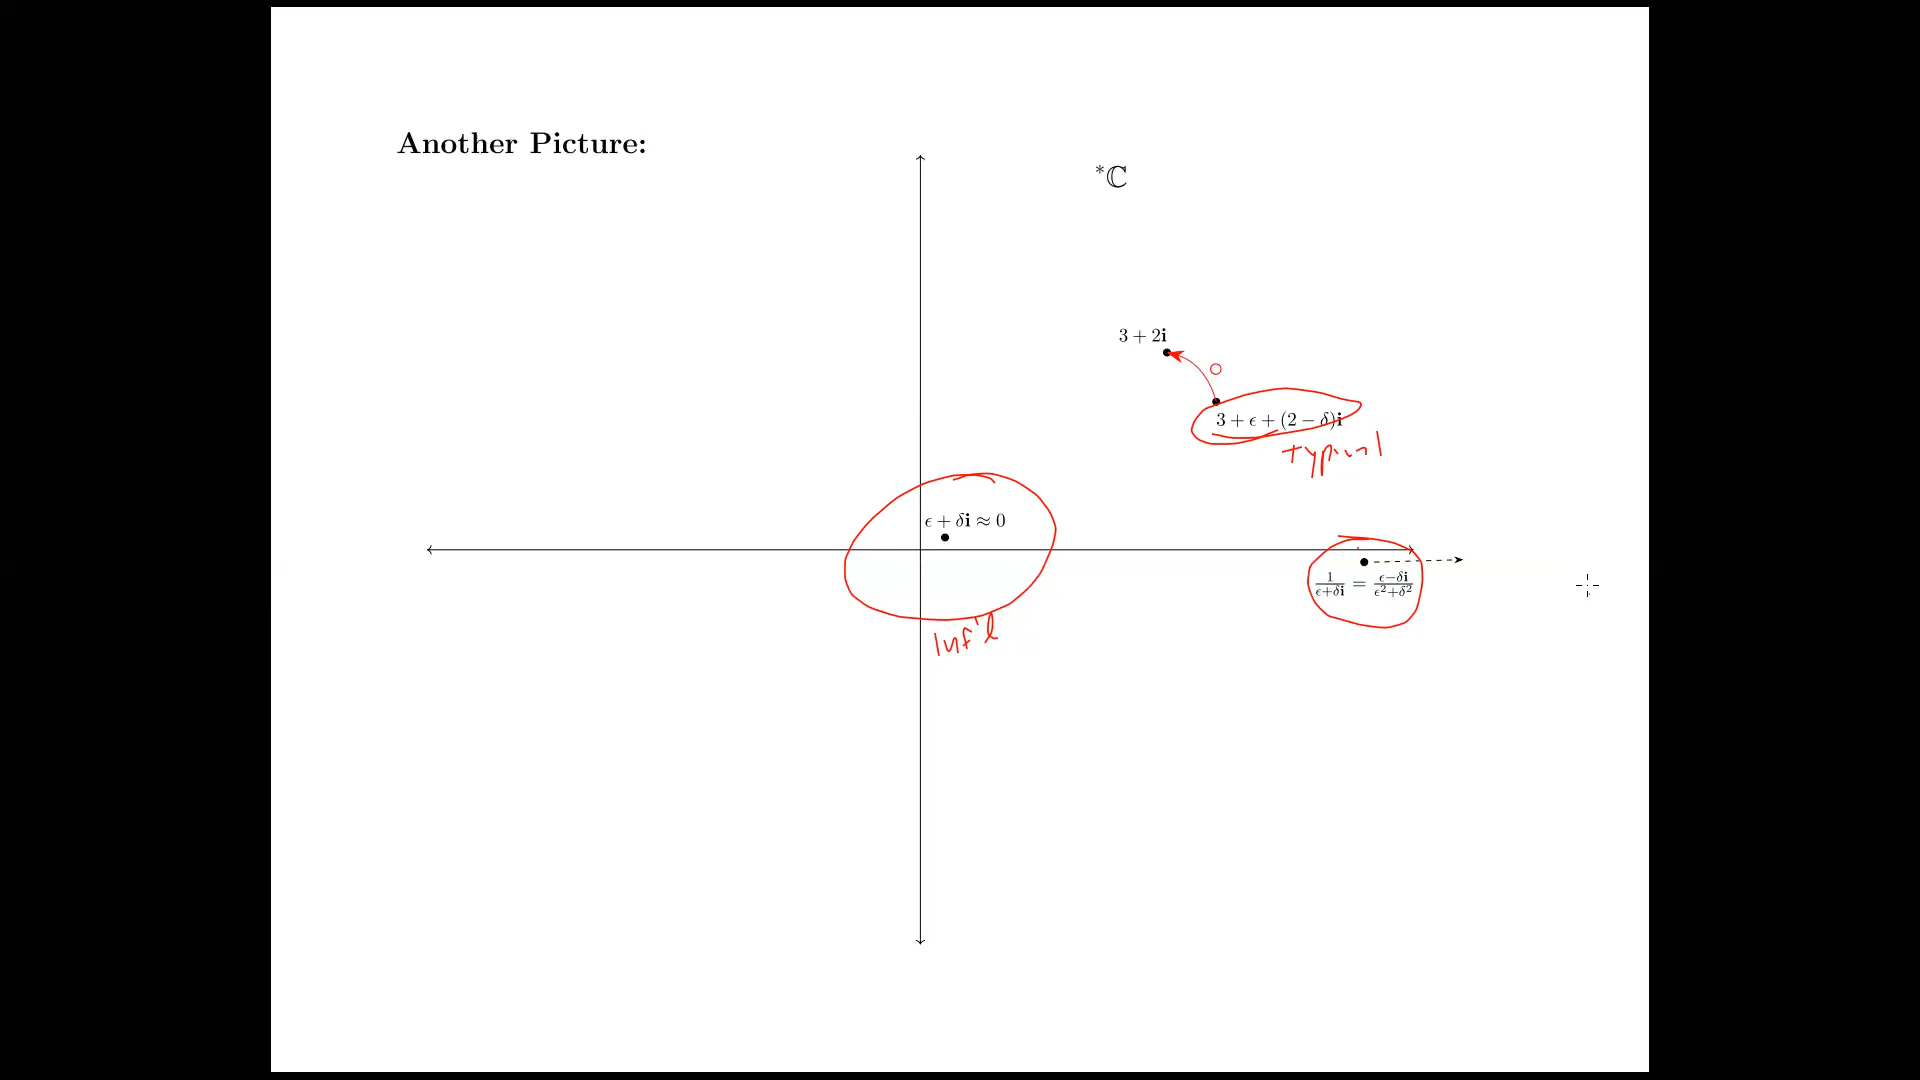 Another Picture:
*ℂ
3 + 2i
○
3 + ϵ + (2 − δ)i
typical
ϵ + δi ≈ 0
1/(ϵ+δi) = (ϵ−δi)/(ϵ²+δ²)
Inf'l